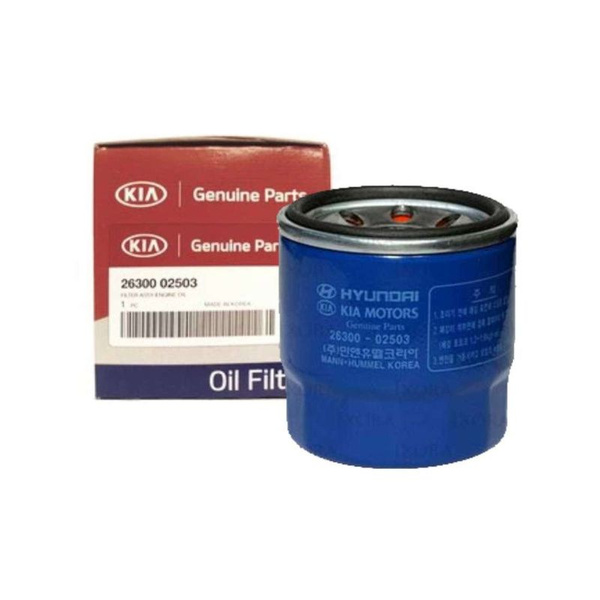 KIA Genuine Parts
KIA Genuine Par
26300 02503
FILTER ASSY-ENGINE OIL
1 PC MADE IN KOREA
Oil Filt
HYUNDAI
KIA KIA MOTORS
Genuine Parts
26300 - 02503
(주)만앤휴멜코리아
MANN+HUMMEL KOREA
주